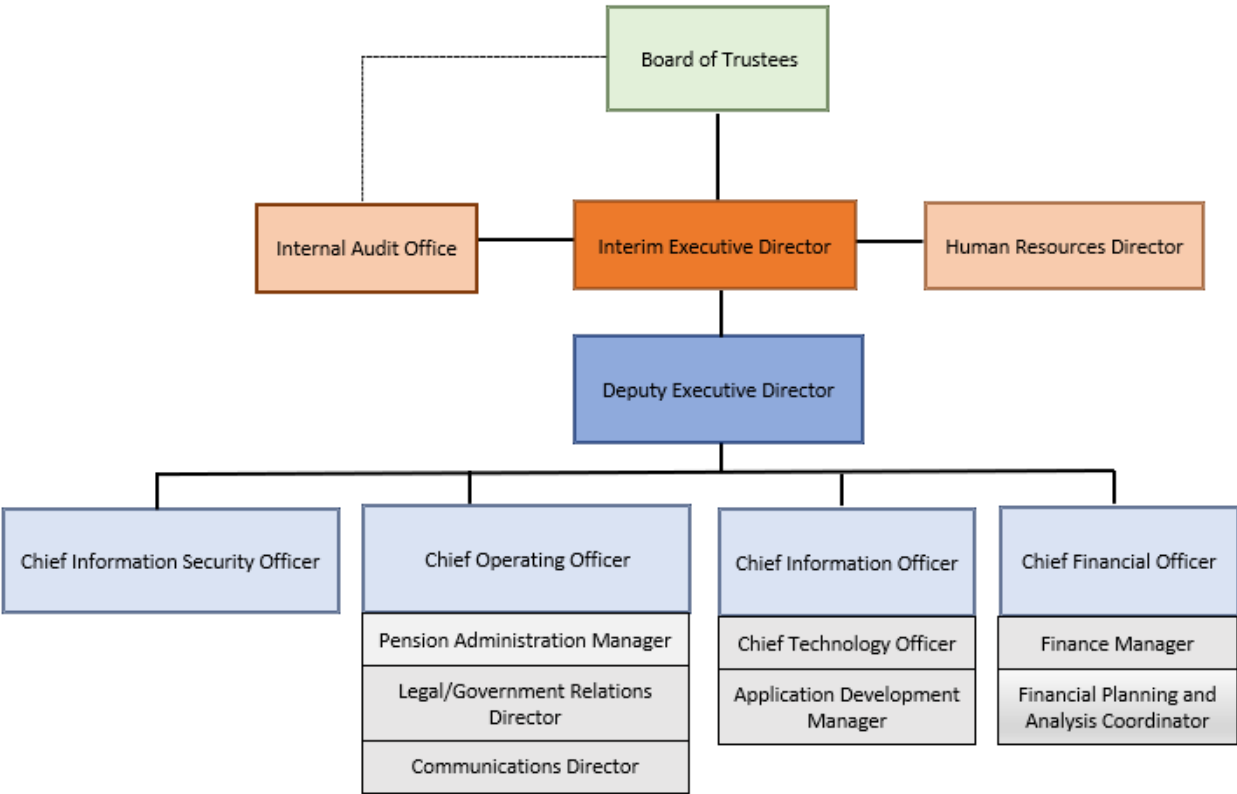 Board of Trustees
Internal Audit Office
Interim Executive Director
Human Resources Director
Deputy Executive Director
Chief Information Security Officer
Chief Operating Officer
Pension Administration Manager
Legal/Government Relations
Director
Communications Director
Chief Information Officer
Chief Technology Officer
Application Development
Manager
Chief Financial Officer
Finance Manager
Financial Planning and
Analysis Coordinator